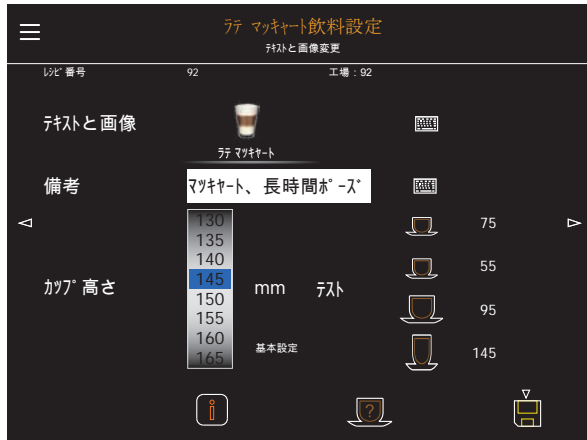 ﾗﾃ マッキャート飲料設定
ﾃｷｽﾄと画像変更
ﾚｼﾋﾟ番号 92 工場：92
ﾃｷｽﾄと画像
ﾗﾃ ﾏﾂｷﾔｰﾄ
備考 ﾏﾂｷﾔｰﾄ、長時間ﾎﾟｰｽﾞ
130
135
140
145
150
155
160
165
ｶｯﾌﾟ高さ mm ﾃｽﾄ
基本設定
75
55
95
145
i
?